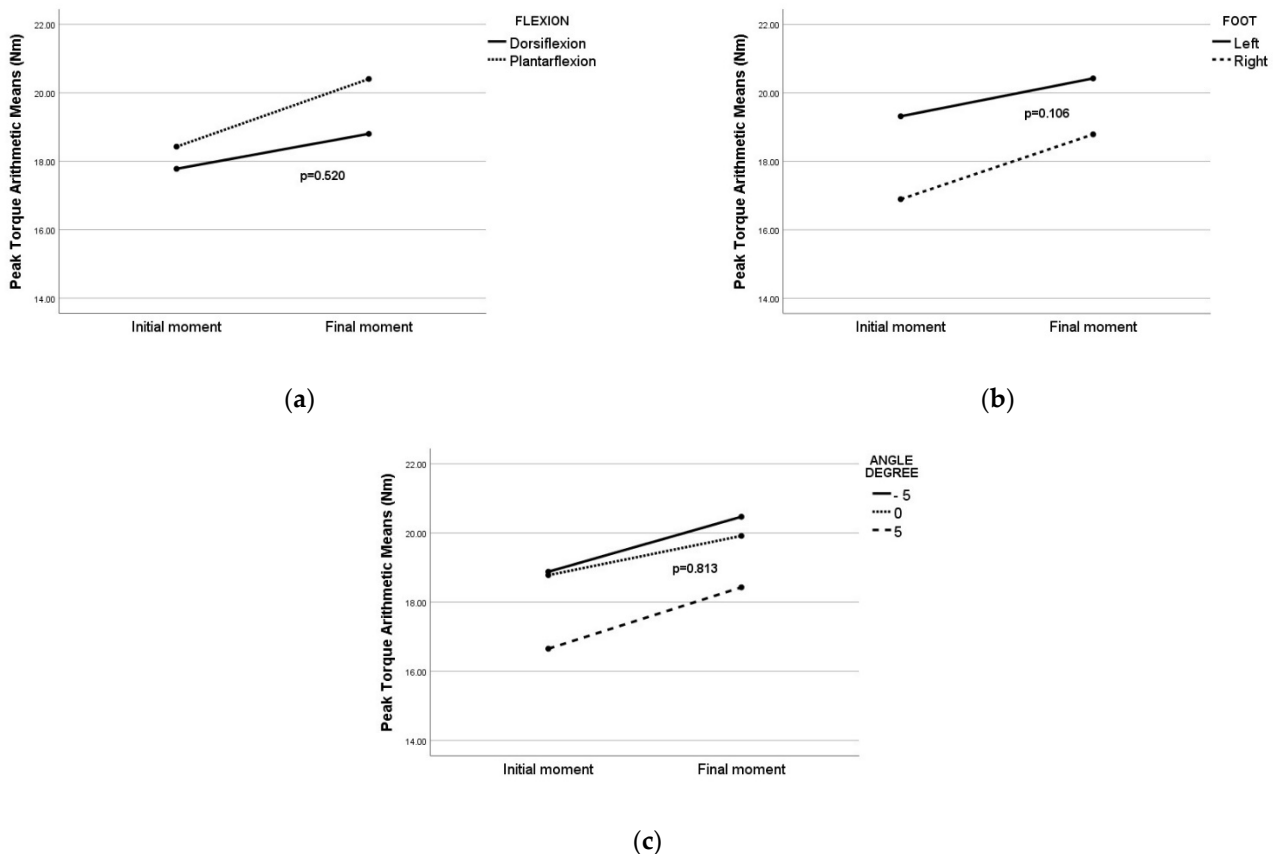 FLEXION
Dorsiflexion
Plantarflexion
Peak Torque Arithmetic Means (Nm)
22.00
20.00
18.00
16.00
14.00
p=0.520
Initial moment
Final moment
(a)
FOOT
Left
Right
Peak Torque Arithmetic Means (Nm)
22.00
20.00
18.00
16.00
14.00
p=0.106
Initial moment
Final moment
(b)
ANGLE
DEGREE
- 5
0
5
Peak Torque Arithmetic Means (Nm)
22.00
20.00
18.00
16.00
14.00
p=0.813
Initial moment
Final moment
(c)